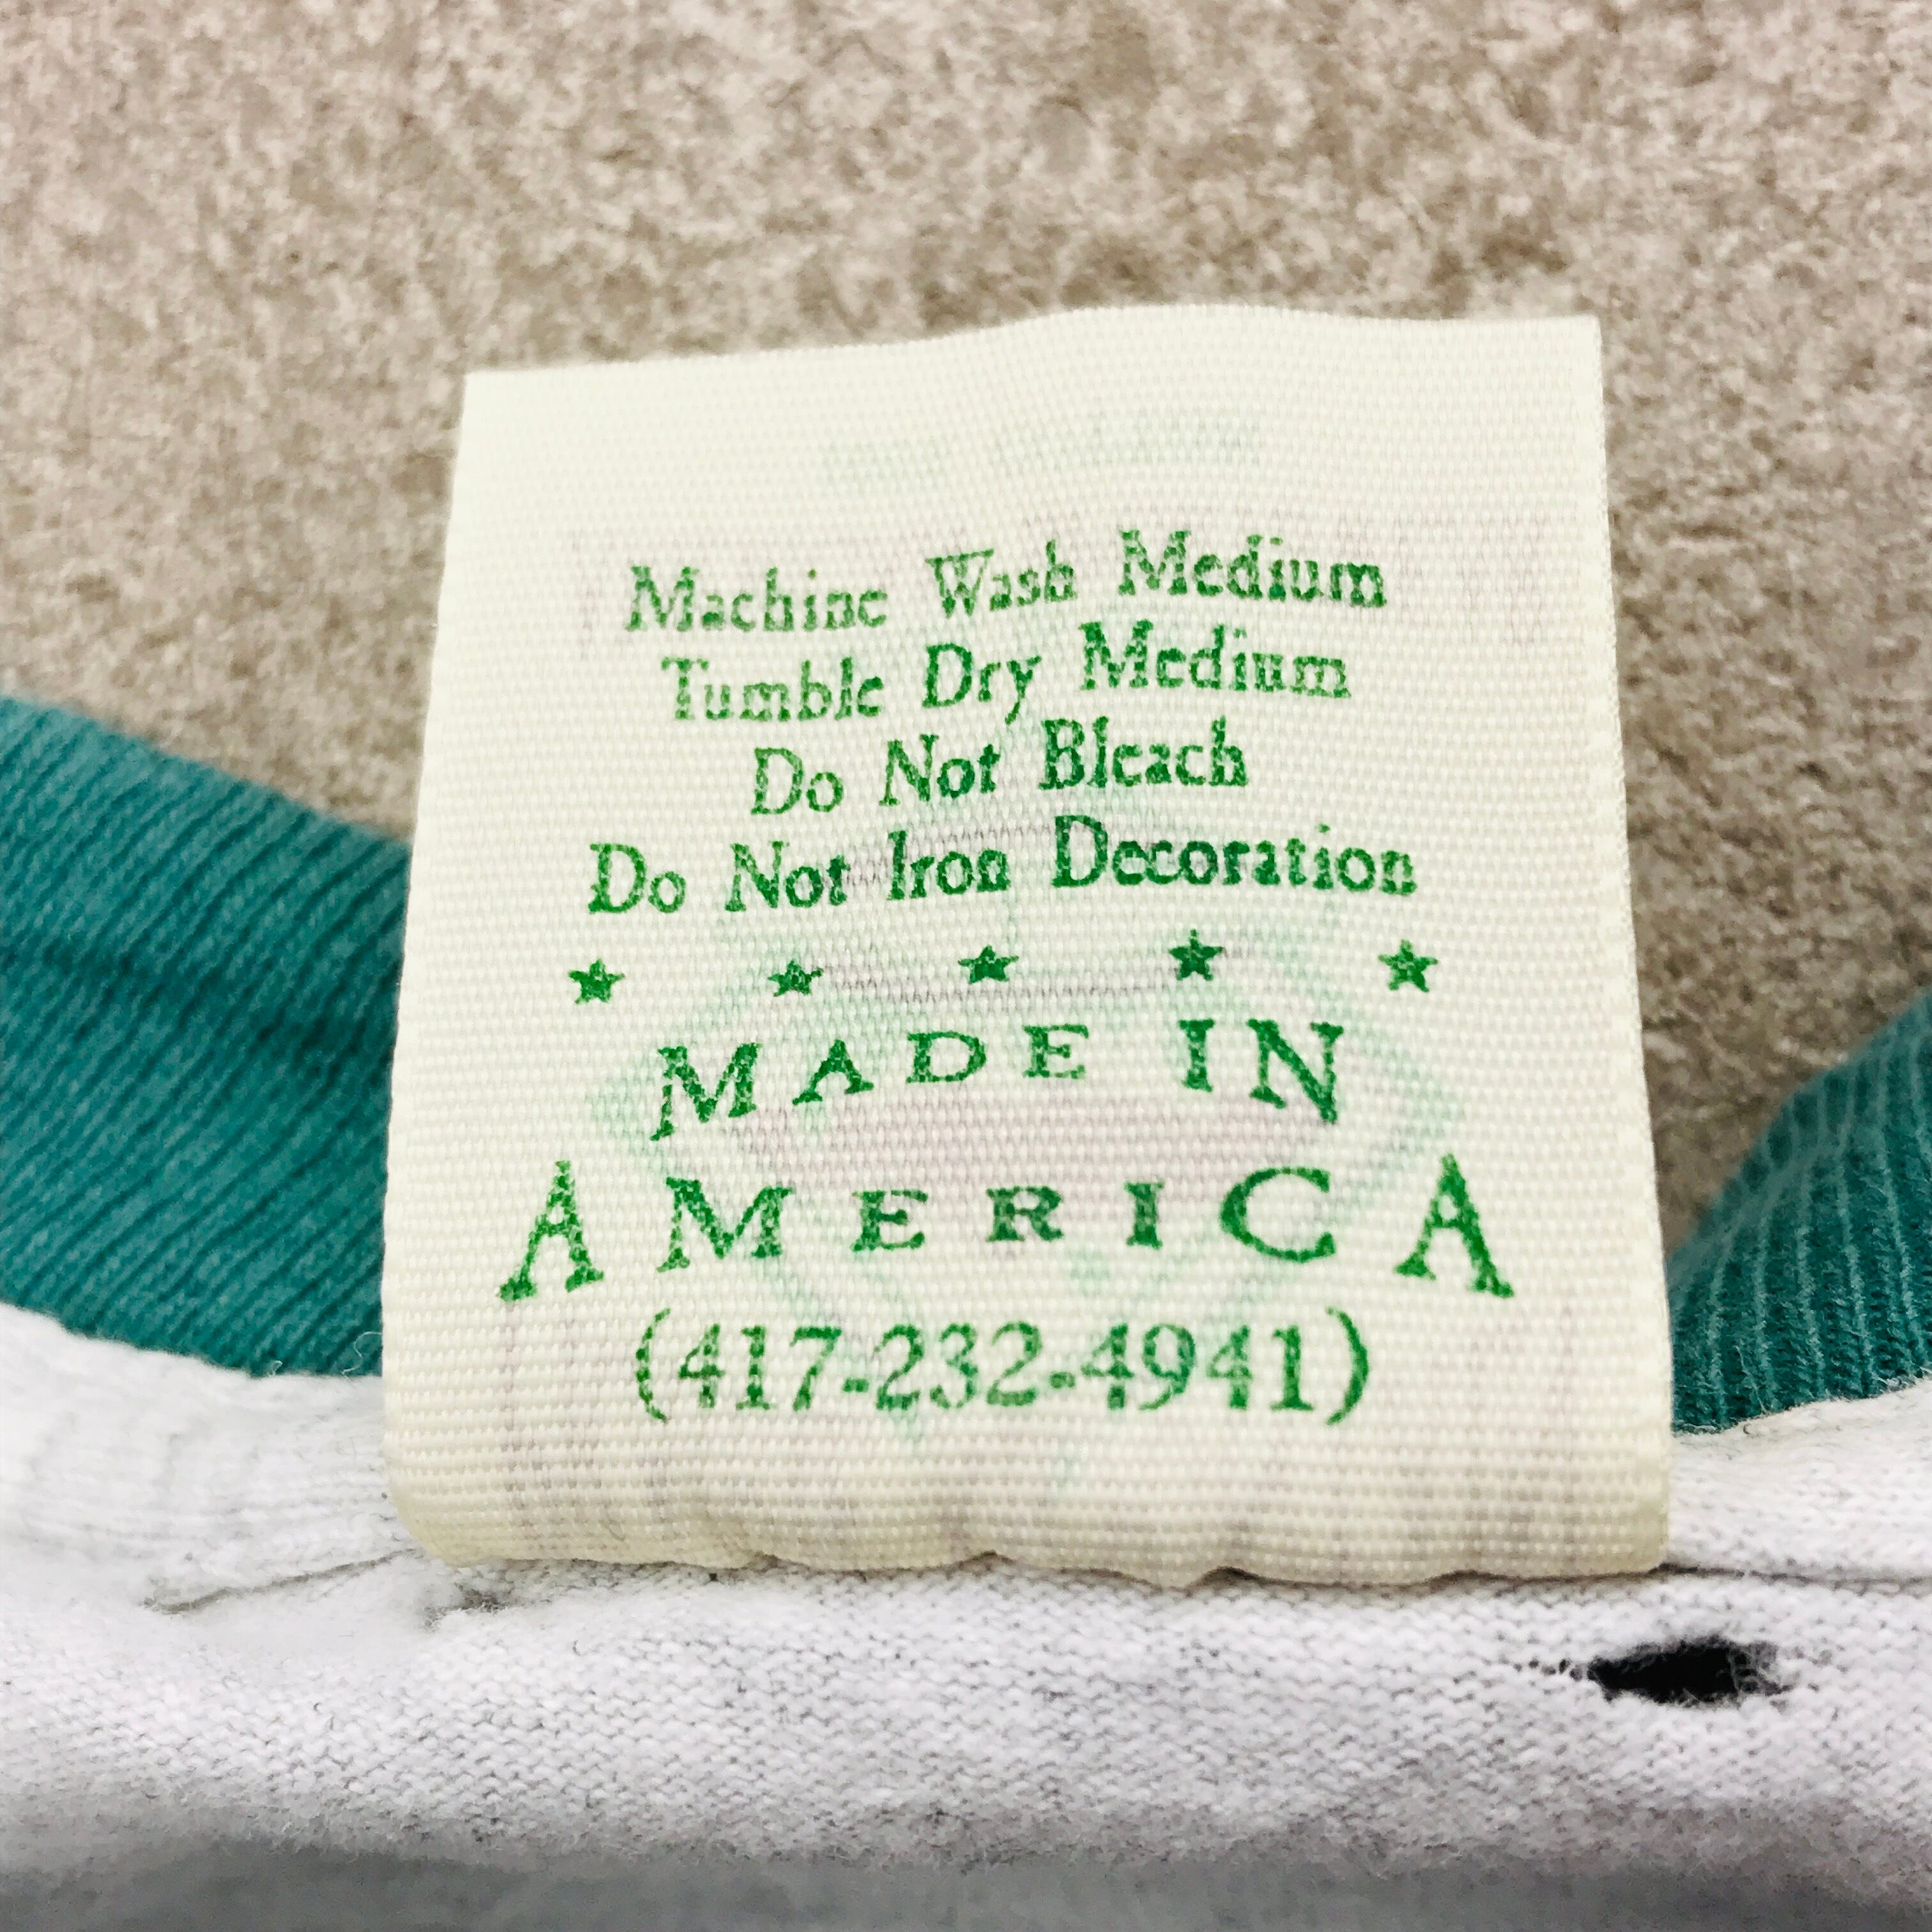 Machine Wash Medium
Tumble Dry Medium
Do Not Bleach
Do Not Iron Decoration
MADE IN
AMERICA
(417-232-4941)